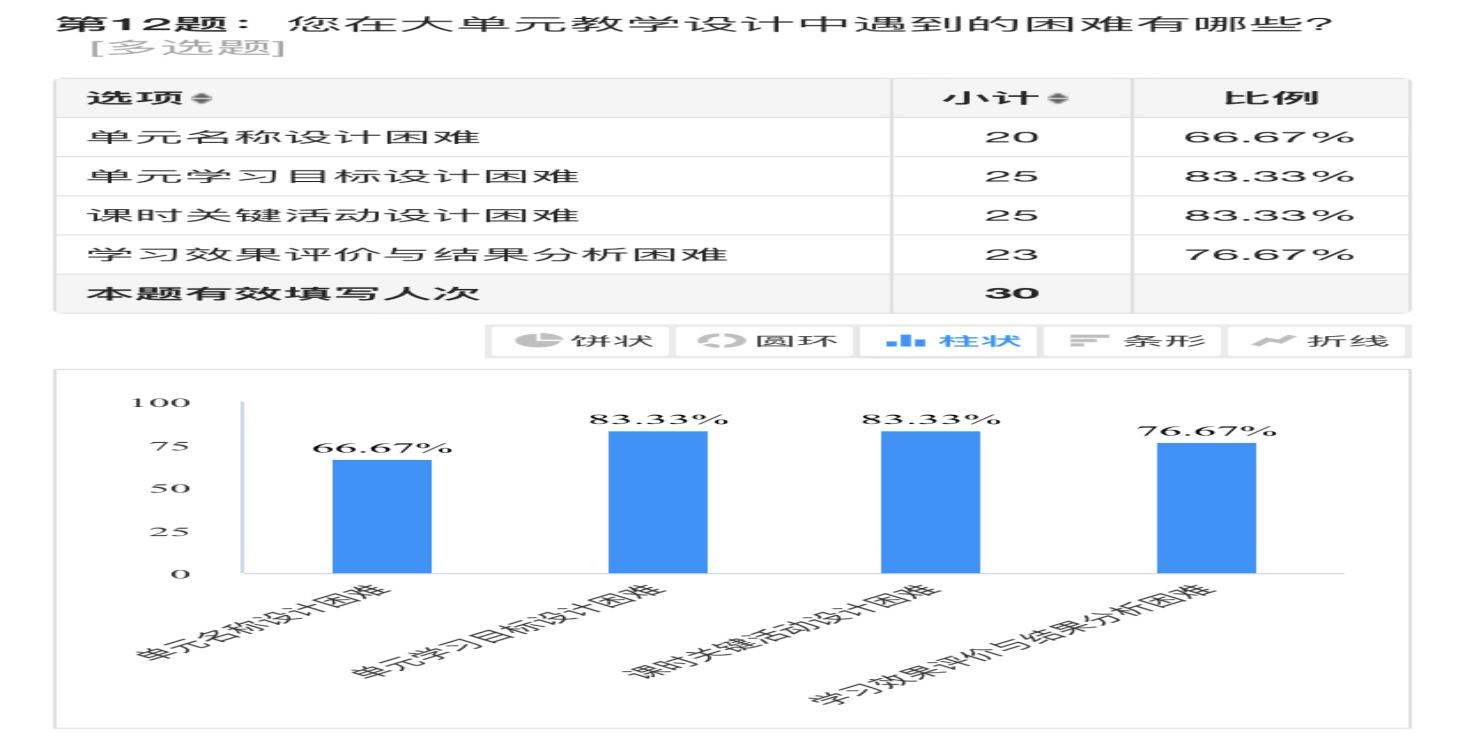 第12题： 您在大单元教学设计中遇到的困难有哪些?
[多选题]
选项 小计 比例
单元名称设计困难 20 66.67%
单元学习目标设计困难 25 83.33%
课时关键活动设计困难 25 83.33%
学习效果评价与结果分析困难 23 76.67%
本题有效填写人次 30
饼状 圆环 柱状 条形 折线
100
75
50
25
0
66.67%
83.33%
83.33%
76.67%
单元名称设计困难
单元学习目标设计困难
课时关键活动设计困难
学习效果评价与结果分析困难